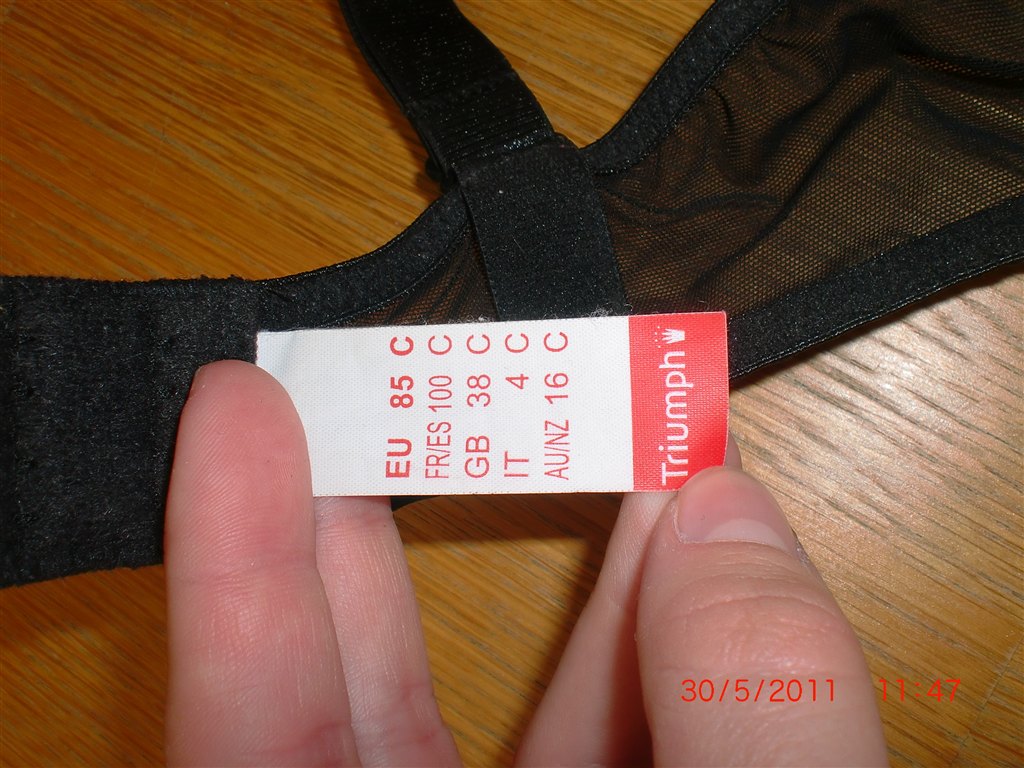 EU 85 C
FR/ES 100 C
GB 38 C
IT 4 C
AU/NZ 16 C
Triumph
30/5/2011 11:47